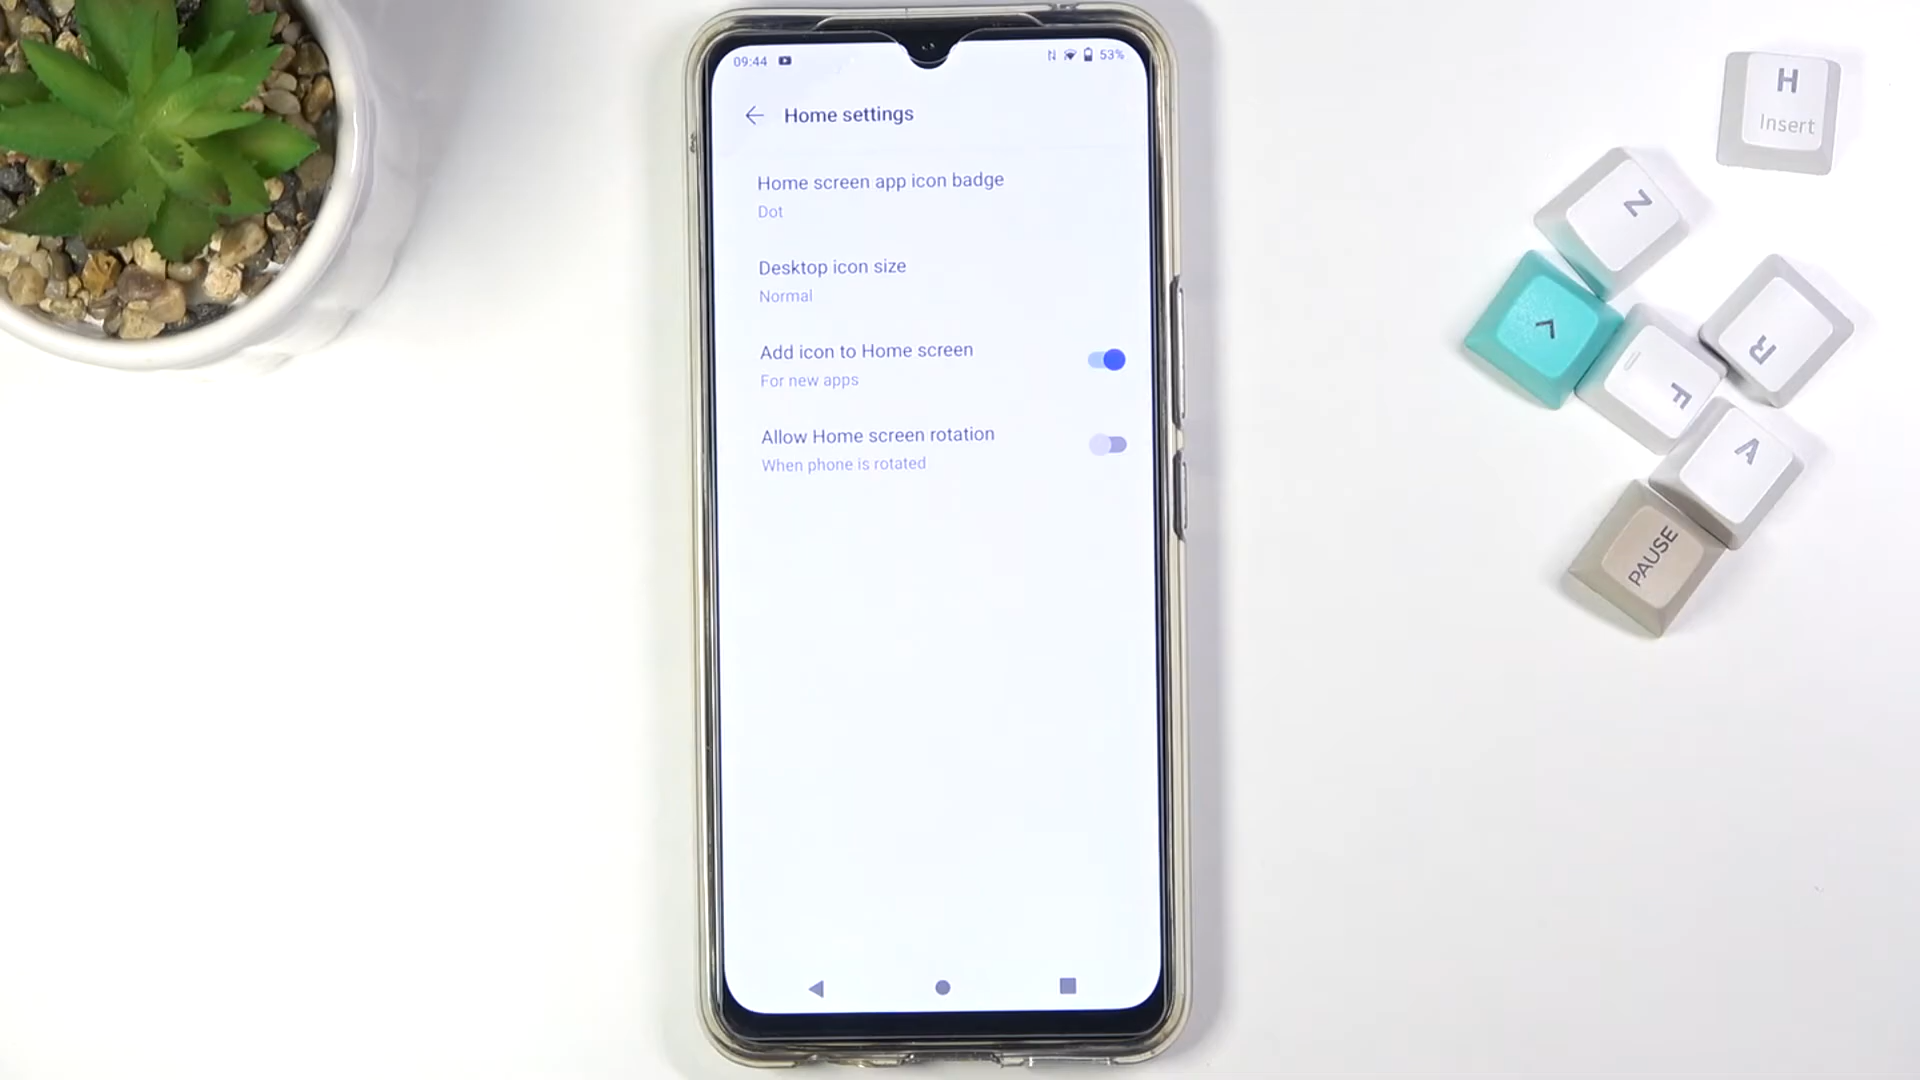 09:44
53%
Home settings
Home screen app icon badge
Dot
Desktop icon size
Normal
Add icon to Home screen
For new apps
Allow Home screen rotation
When phone is rotated
H
Insert
Z
R
F
A
PAUSE